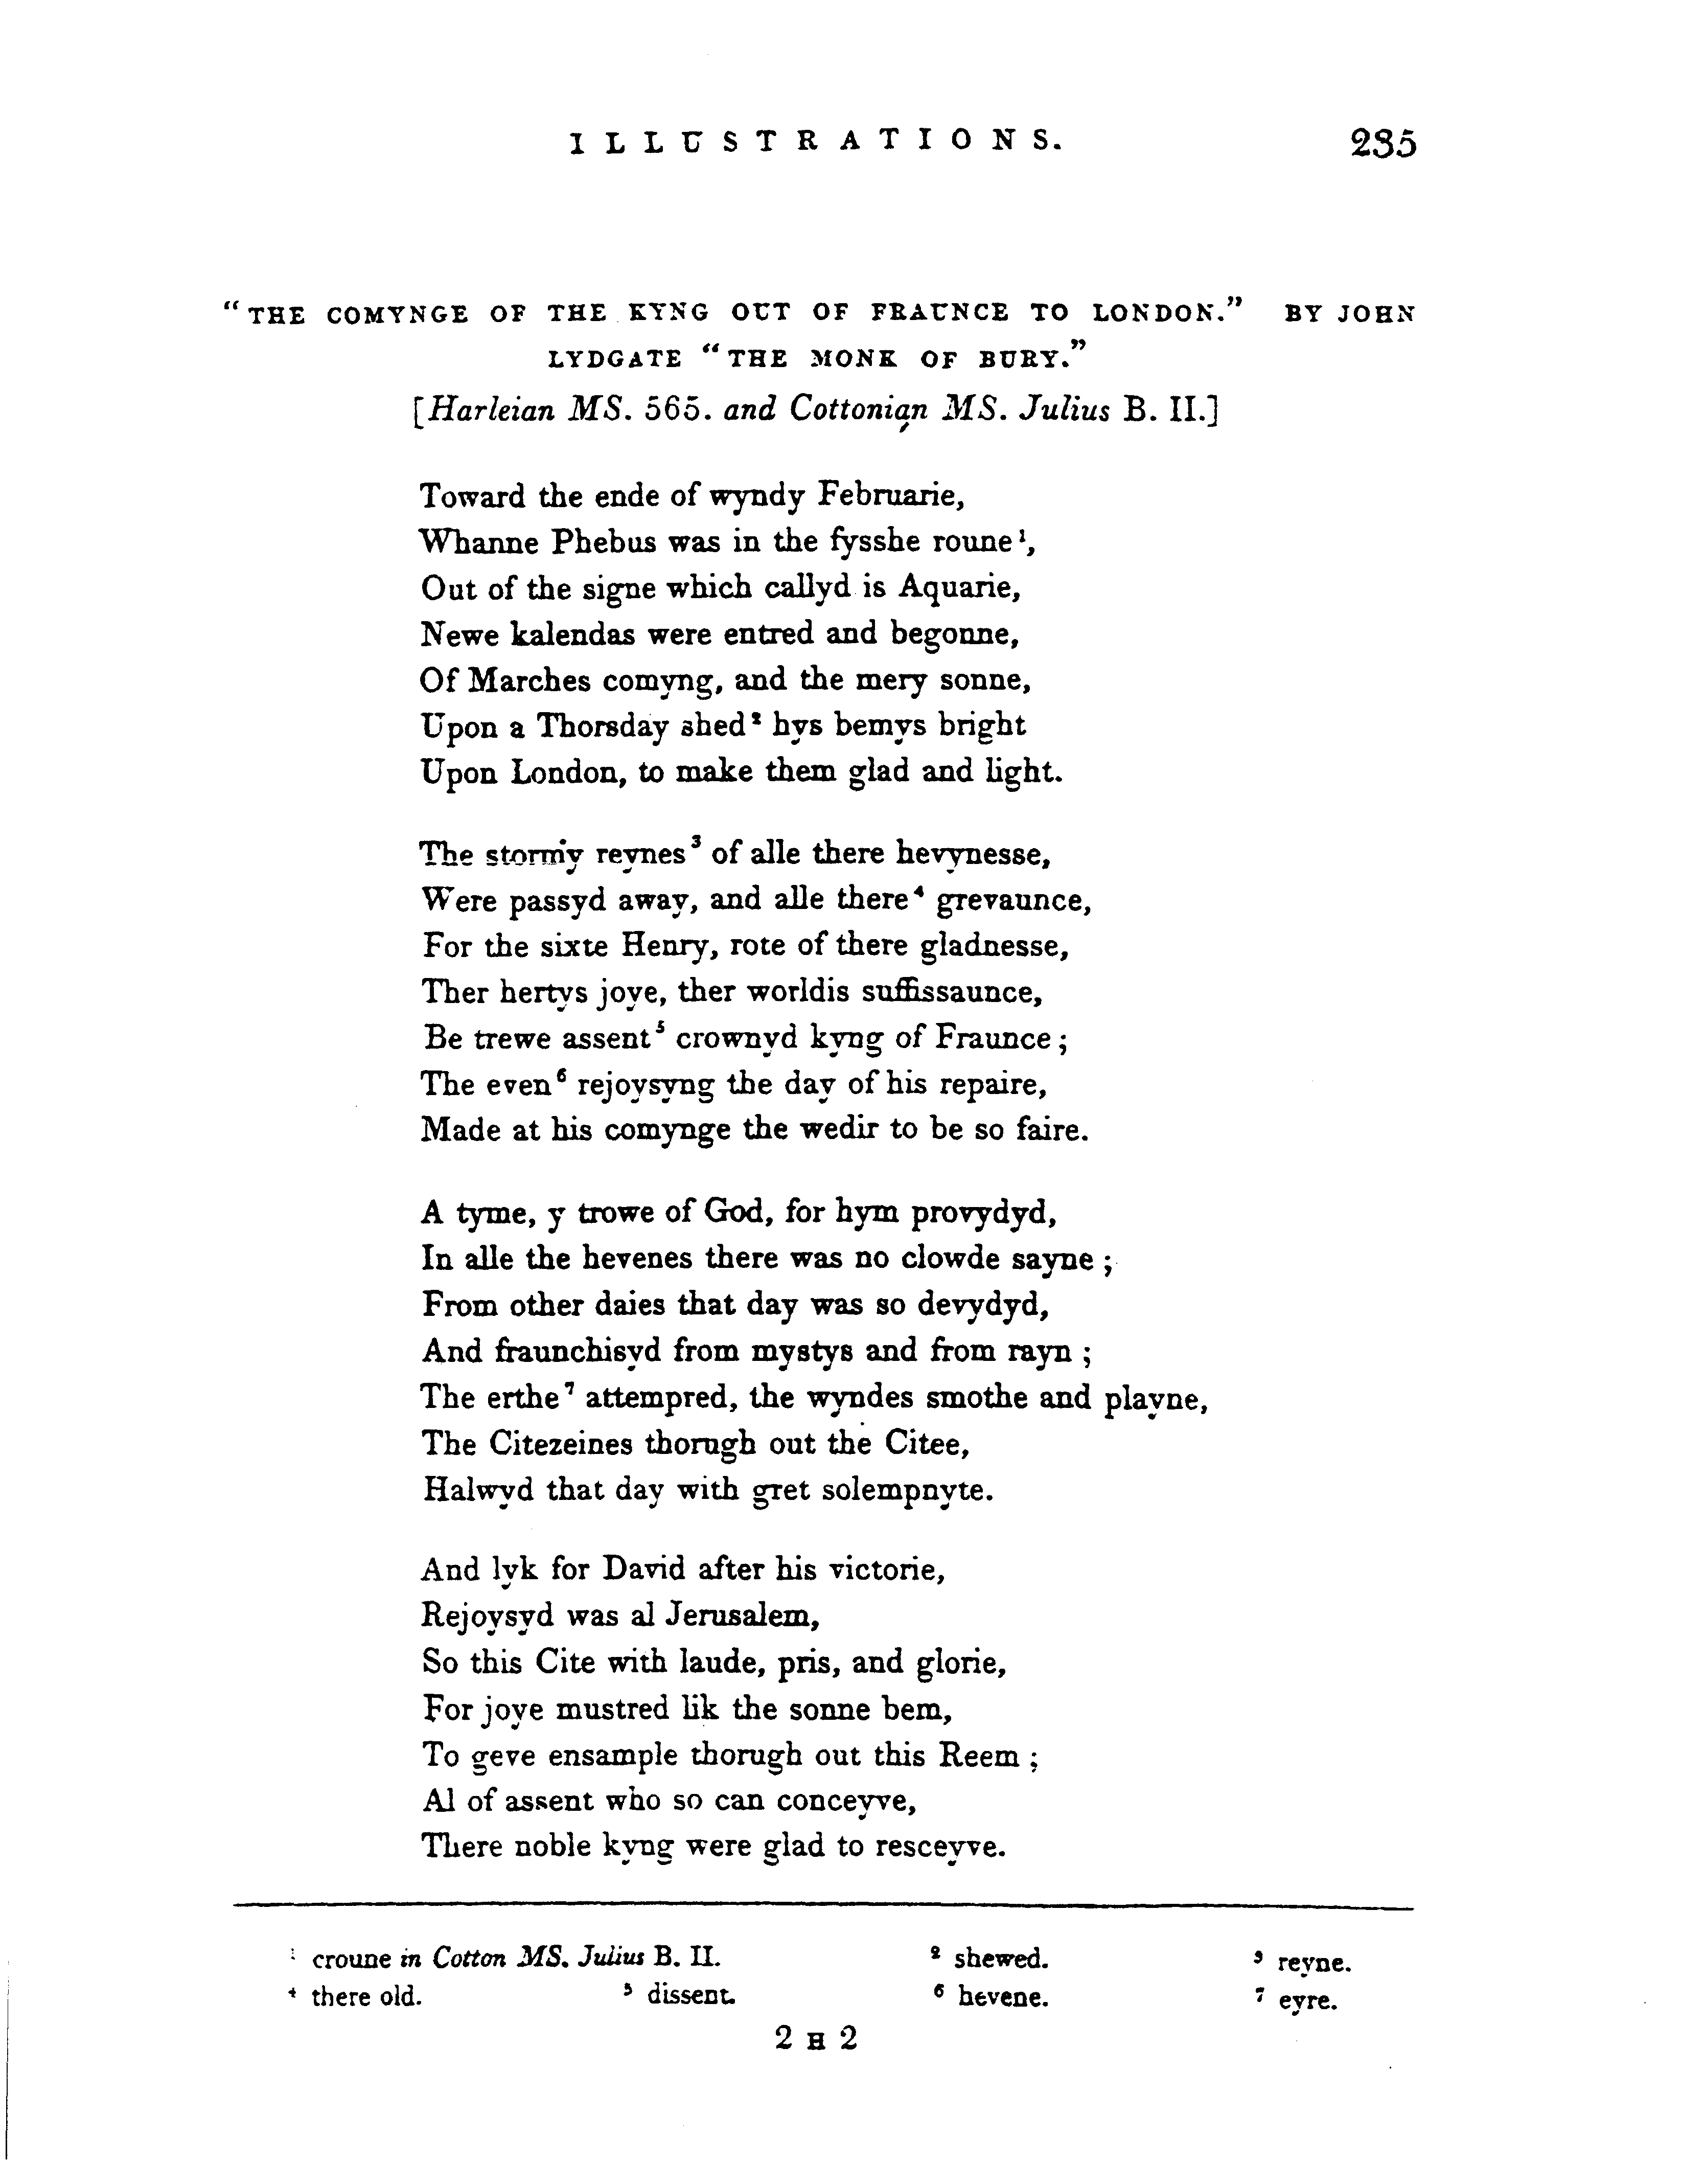 ILLUSTRATIONS. 235
"THE COMYNGE OF THE KYNG OUT OF FRAUNCE TO LONDON." BY JOHN
LYDGATE "THE MONK OF BURY."
[Harleian MS. 565. and Cottonian MS. Julius B. II.]
Toward the ende of wyndy Februarie,
Whanne Phebus was in the fysshe roune¹,
Out of the signe which callyd is Aquarie,
Newe kalendas were entred and begonne,
Of Marches comyng, and the mery sonne,
Upon a Thorsday shed² hys bemys bright
Upon London, to make them glad and light.
The stormy reynes³ of alle there hevynesse,
Were passyd away, and alle there⁴ grevaunce,
For the sixte Henry, rote of there gladnesse,
Ther hertys joye, ther worldis suffissaunce,
Be trewe assent⁵ crownyd kyng of Fraunce;
The even⁶ rejoysyng the day of his repaire,
Made at his comynge the wedir to be so faire.
A tyme, y trowe of God, for hym provydyd,
In alle the hevenes there was no clowde sayne;
From other daies that day was so devydyd,
And fraunchisyd from mystys and from rayn;
The erthe⁷ attempred, the wyndes smothe and playne,
The Citezeines thorugh out the Citee,
Halwyd that day with gret solempnyte.
And lyk for David after his victorie,
Rejoysyd was al Jerusalem,
So this Cite with laude, pris, and glorie,
For joye mustred lik the sonne bem,
To geve ensample thorugh out this Reem;
Al of assent who so can conceyve,
There noble kyng were glad to resceyve.
¹ croune in Cotton MS. Julius B. II. ² shewed. ³ reyne.
⁴ there old. ⁵ dissent. ⁶ hevene. ⁷ eyre.
2 H 2